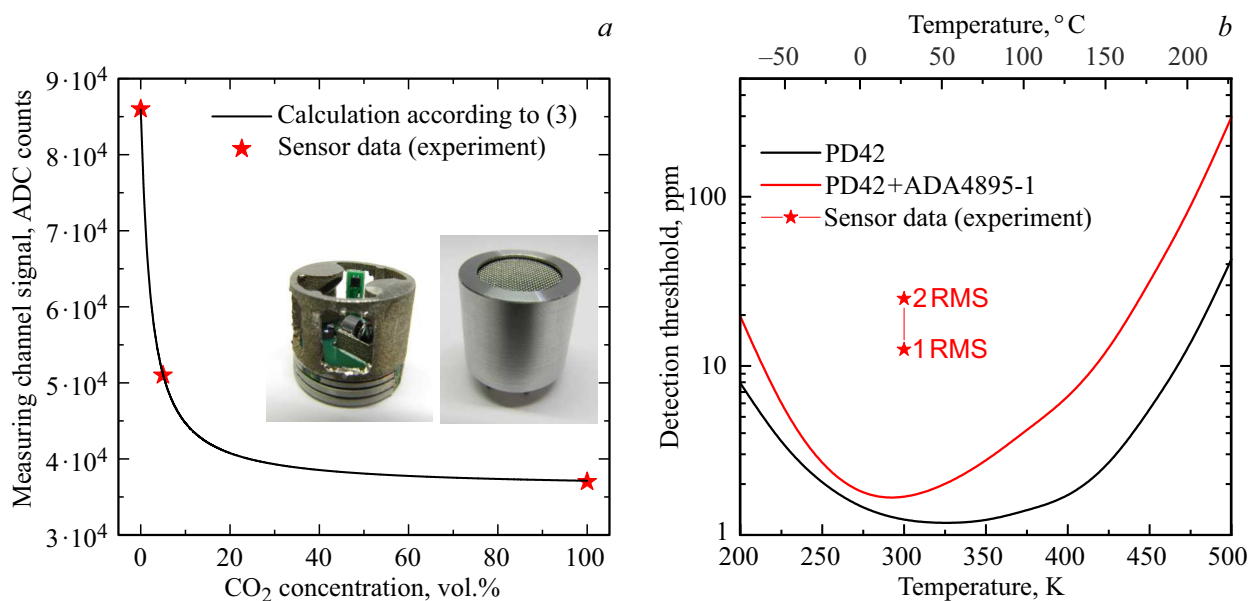 a
9·10⁴
8·10⁴
7·10⁴
6·10⁴
5·10⁴
4·10⁴
3·10⁴
Measuring channel signal, ADC counts
Calculation according to (3)
Sensor data (experiment)
0 20 40 60 80 100
CO₂ concentration, vol.%
b
Temperature, °C
–50 0 50 100 150 200
Detection threshhold, ppm
100
10
1
PD42
PD42+ADA4895-1
Sensor data (experiment)
2 RMS
1 RMS
200 250 300 350 400 450 500
Temperature, K